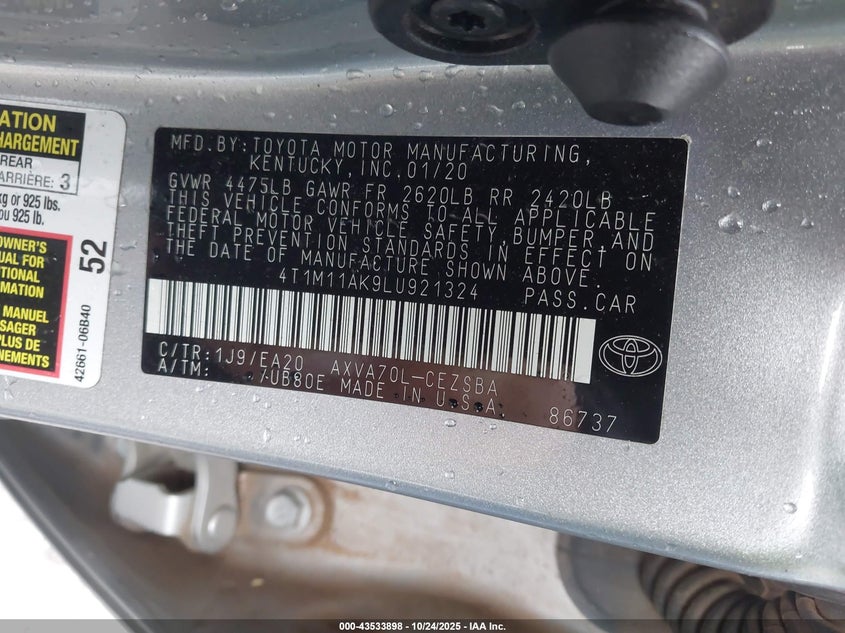 ATION
HARGEMENT
REAR
ARRIÈRE: 3
kg or 925 lbs.
ou 925 lb.
OWNER'S
UAL FOR
TIONAL
RMATION
MANUEL
SAGER
PLUS DE
NEMENTS
52
42661-06B40
MFD.BY:TOYOTA MOTOR MANUFACTURING,
KENTUCKY, INC.01/20
GVWR 4475LB GAWR FR 2620LB RR 2420LB
THIS VEHICLE CONFORMS TO ALL APPLICABLE
FEDERAL MOTOR VEHICLE SAFETY,BUMPER,AND
THEFT PREVENTION STANDARDS IN EFFECT ON
THE DATE OF MANUFACTURE SHOWN ABOVE.
4T1M11AK9LU921324 PASS.CAR
C/TR:1J9/EA20 AXVA70L-CEZSBA
A/TM: -/UB80E MADE IN U.S.A. 86737
000-43533898 - 10/24/2025 - IAA Inc.